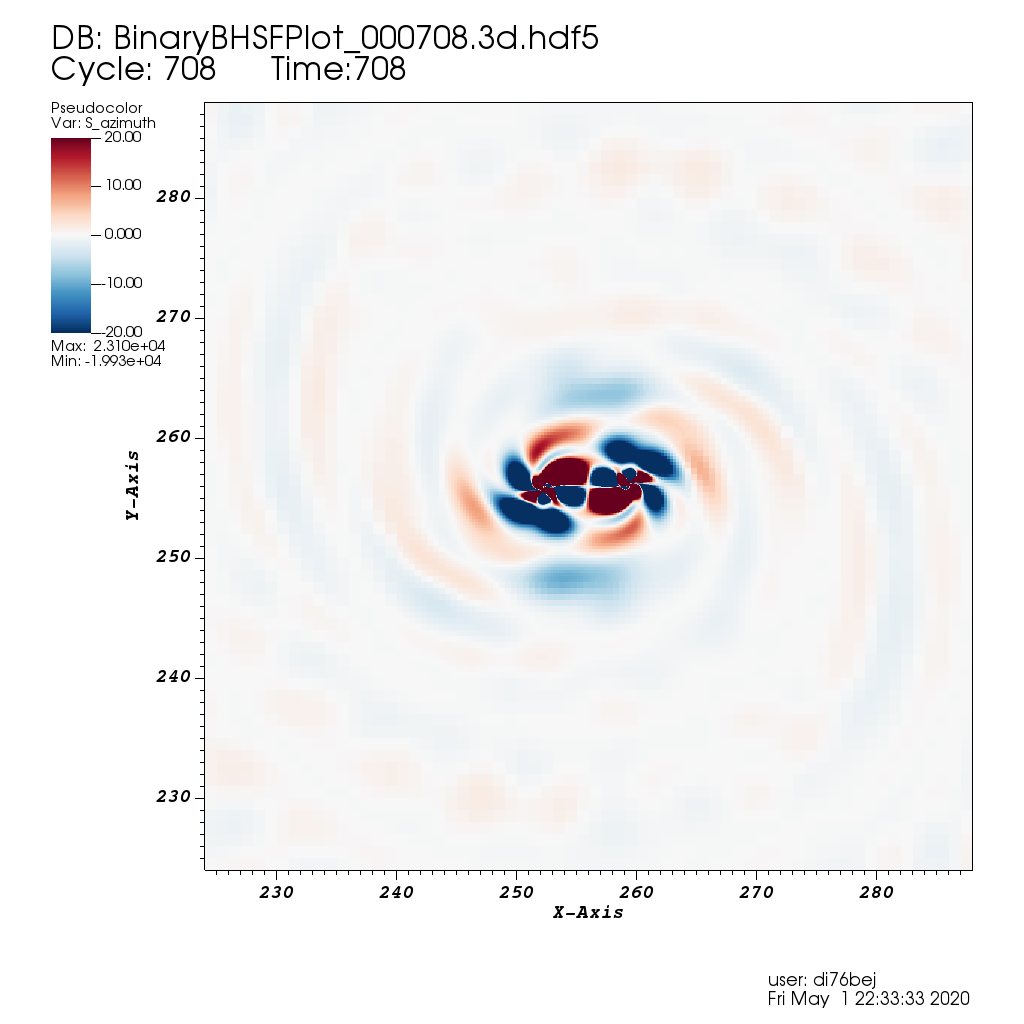 DB: BinaryBHSFPlot_000708.3d.hdf5
Cycle: 708 Time:708
Pseudocolor
Var: S_azimuth
20.00
10.00
0.000
-10.00
-20.00
Max: 2.310e+04
Min: -1.993e+04
280
270
260
250
240
230
Y-Axis
230 240 250 260 270 280
X-Axis
user: di76bej
Fri May 1 22:33:33 2020